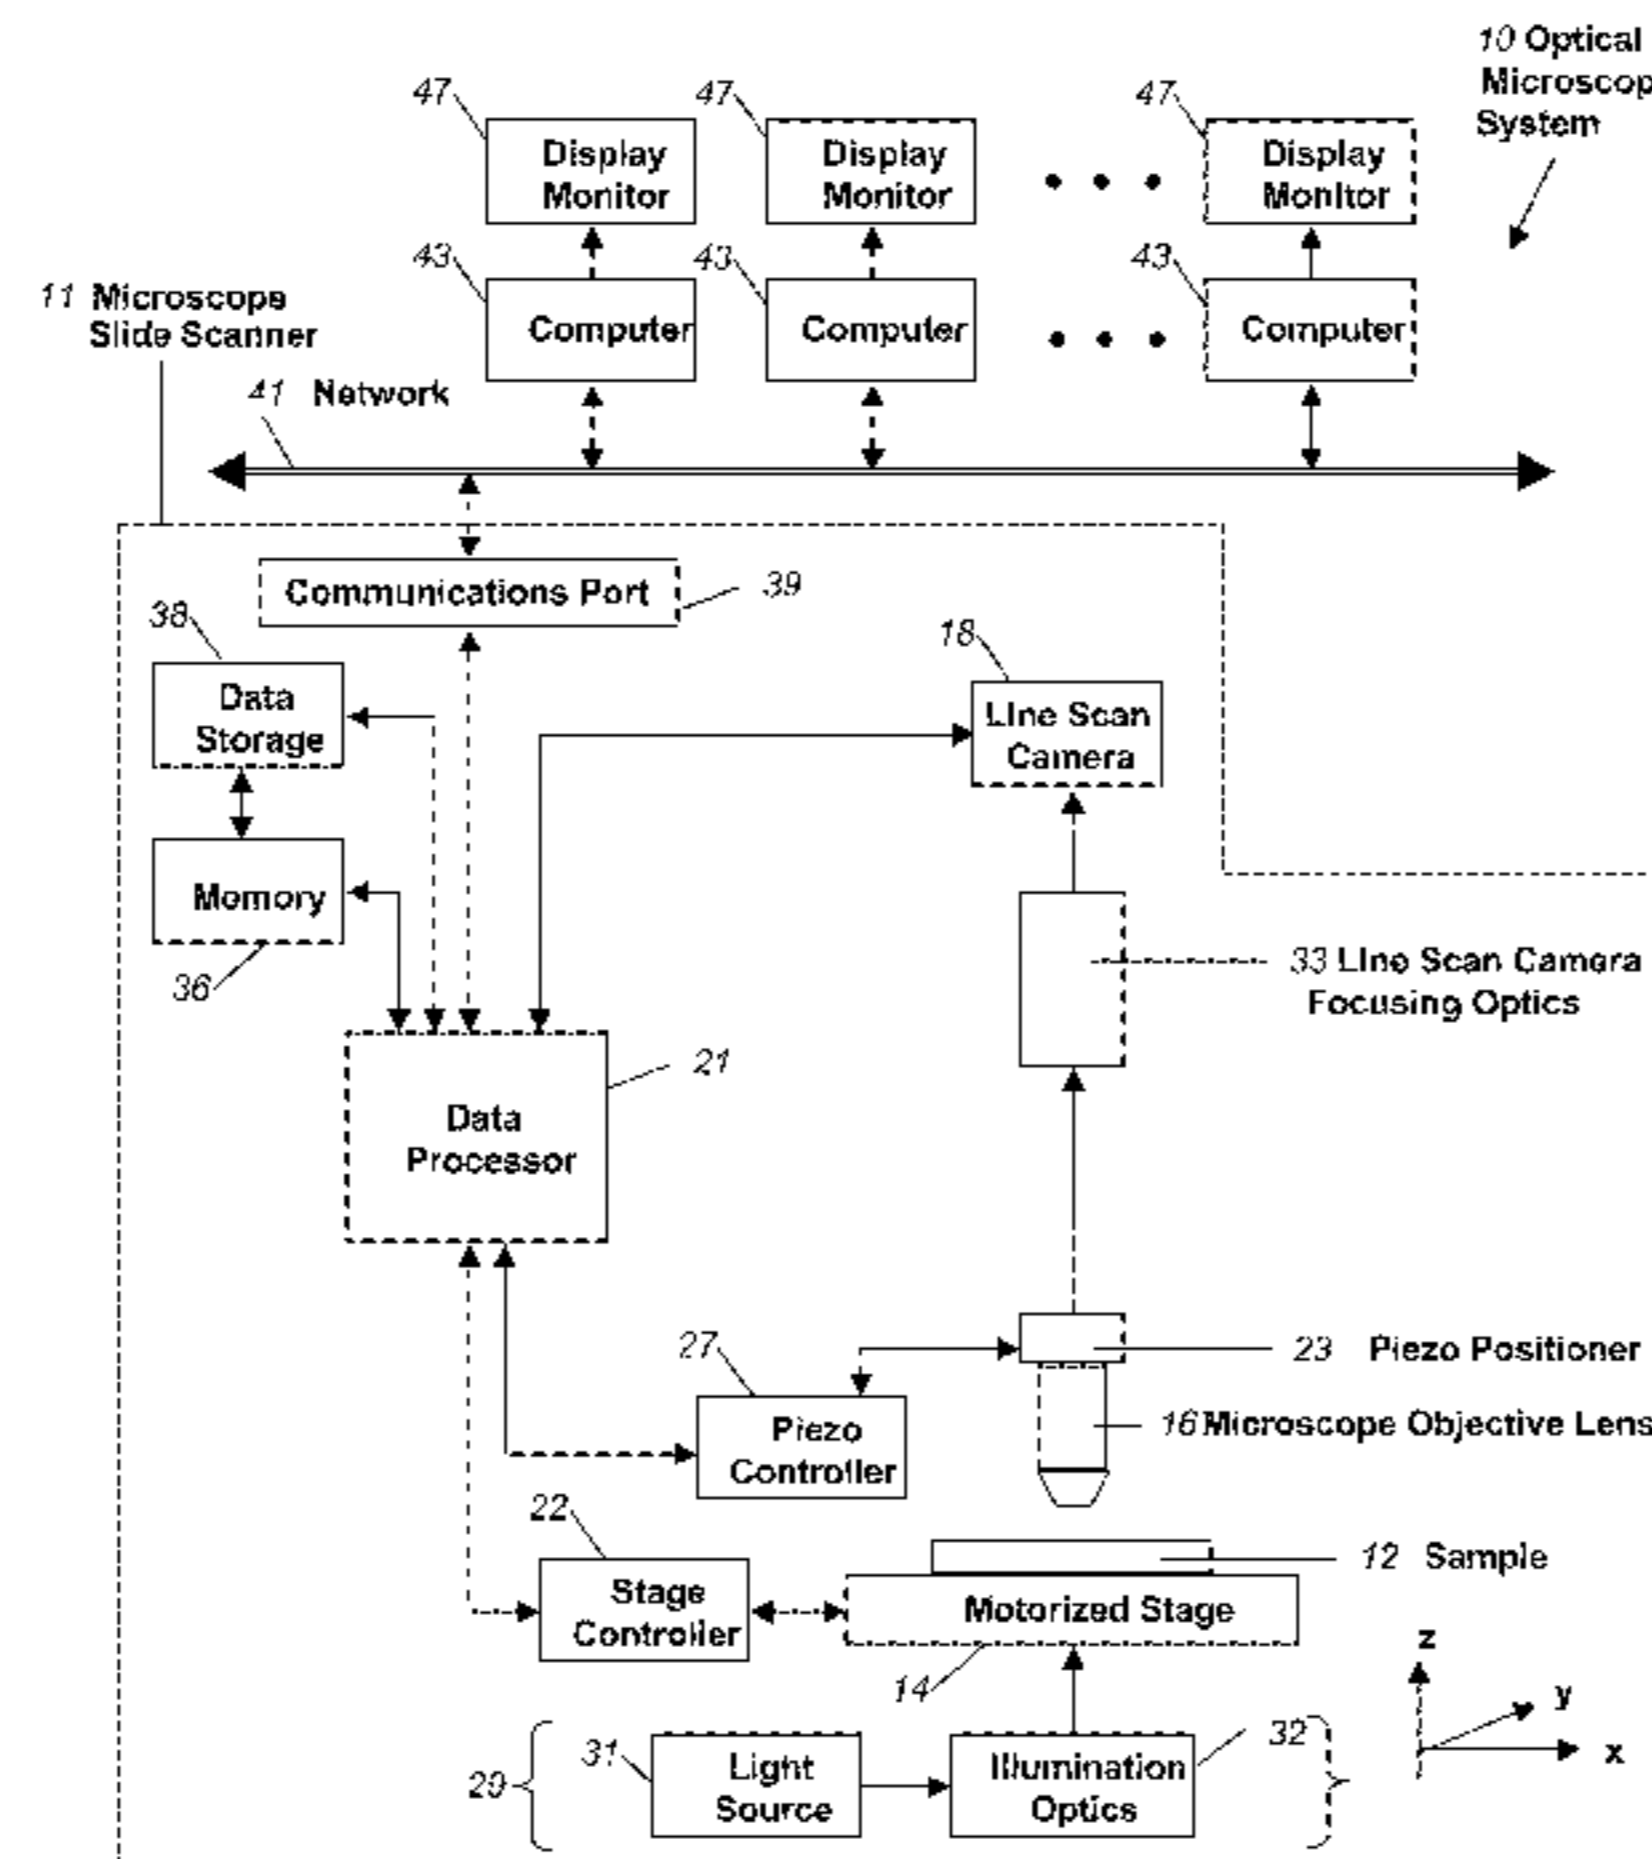 10 Optical
Microscop
System
47
47
47
Display
Monitor
Display
Monitor
Display
Monitor
43
43
43
Computer
Computer
Computer
11 Microscope
Slide Scanner
41 Network
Communications Port
39
38
Data
Storage
18
Line Scan
Camera
Memory
36
33 Line Scan Camera
Focusing Optics
21
Data
Processor
27
23 Piezo Positioner
Piezo
Controller
16 Microscope Objective Lens
22
12 Sample
Stage
Controller
Motorized Stage
14
z
y
x
20
31
Light
Source
Illumination
Optics
32